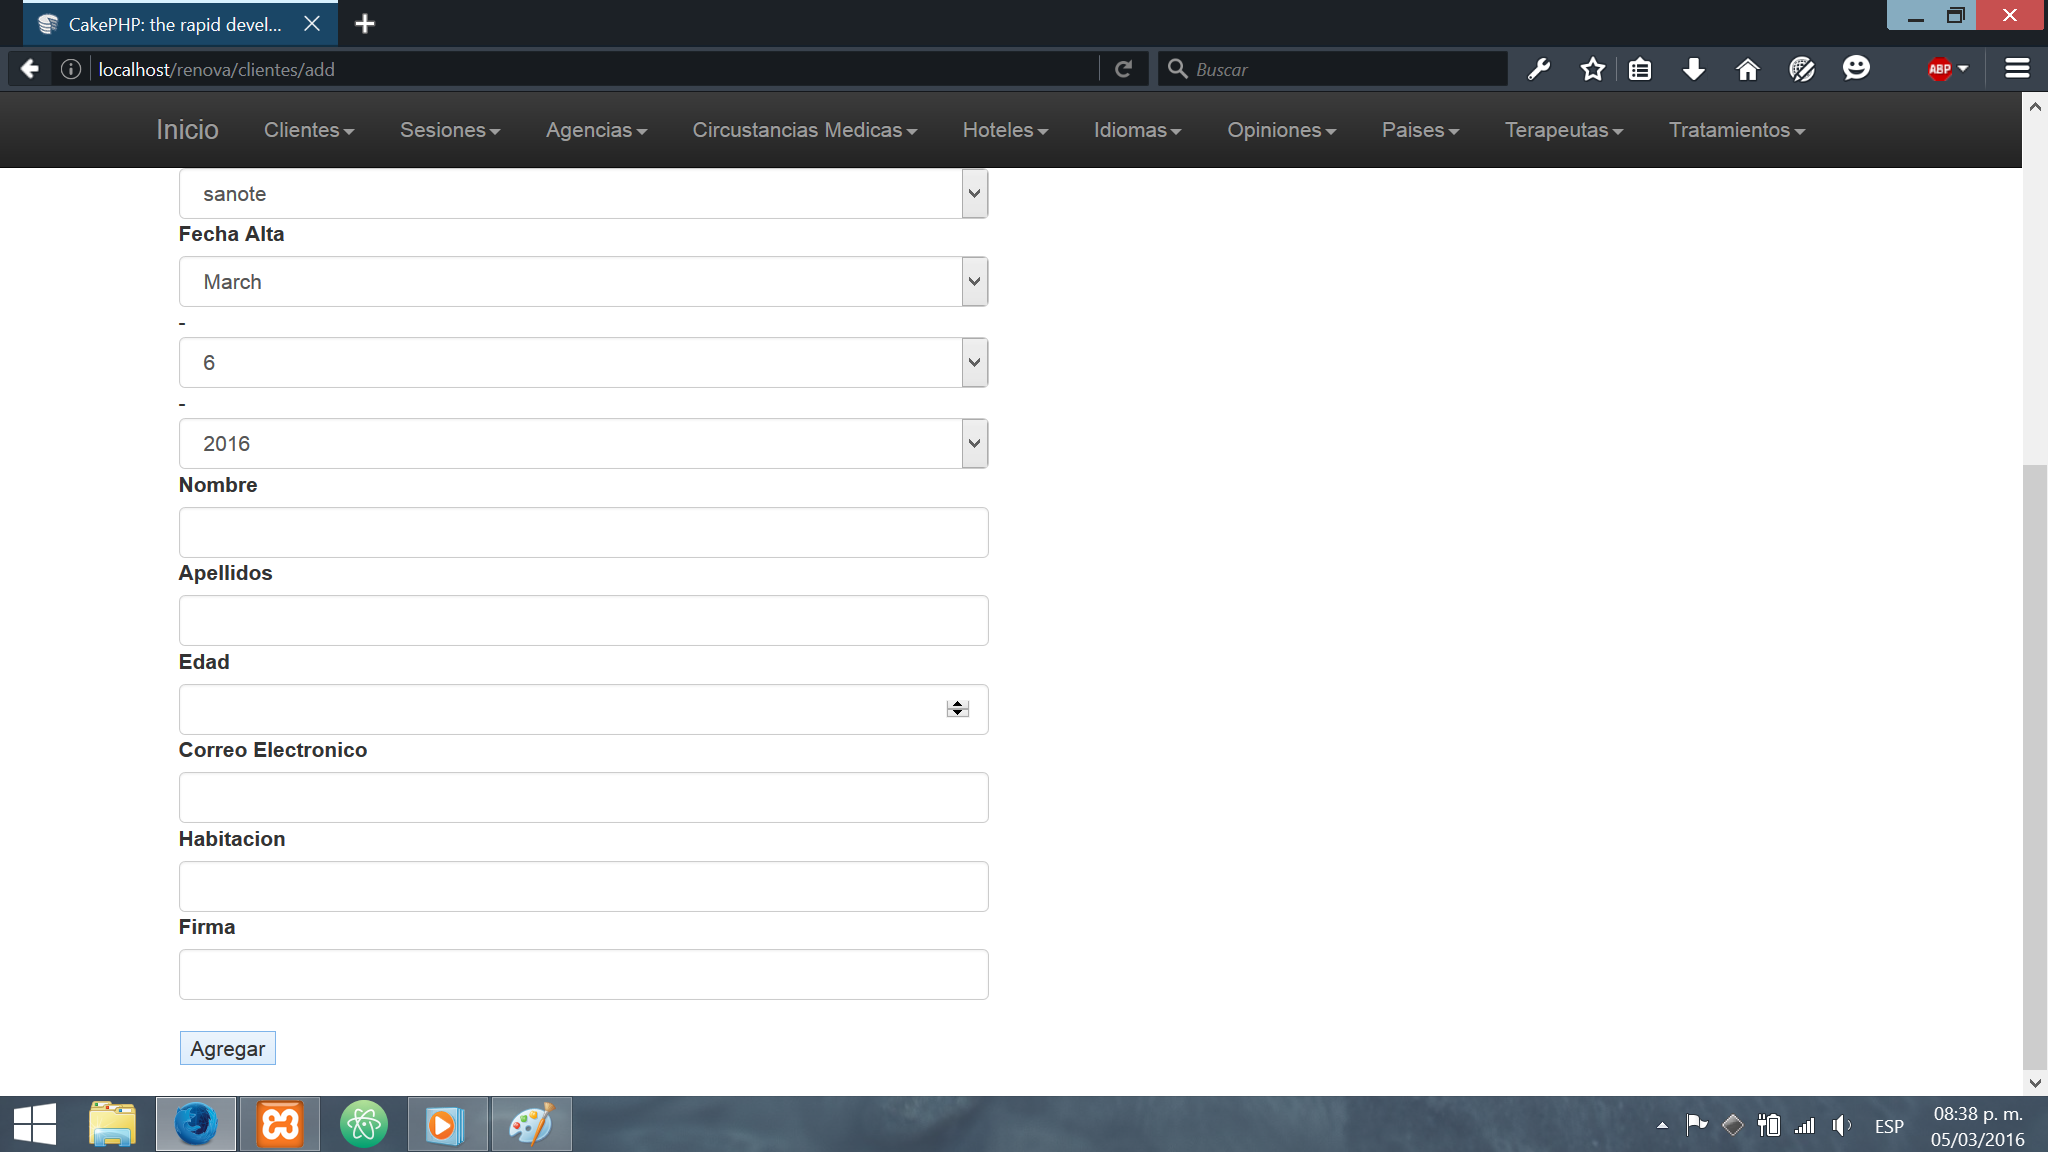 CakePHP: the rapid devel...
localhost/renova/clientes/add
Buscar
ABP
Inicio Clientes Sesiones Agencias Circustancias Medicas Hoteles Idiomas Opiniones Paises Terapeutas Tratamientos
sanote
Fecha Alta
March
-
6
-
2016
Nombre
Apellidos
Edad
Correo Electronico
Habitacion
Firma
Agregar
ESP
08:38 p. m.
05/03/2016